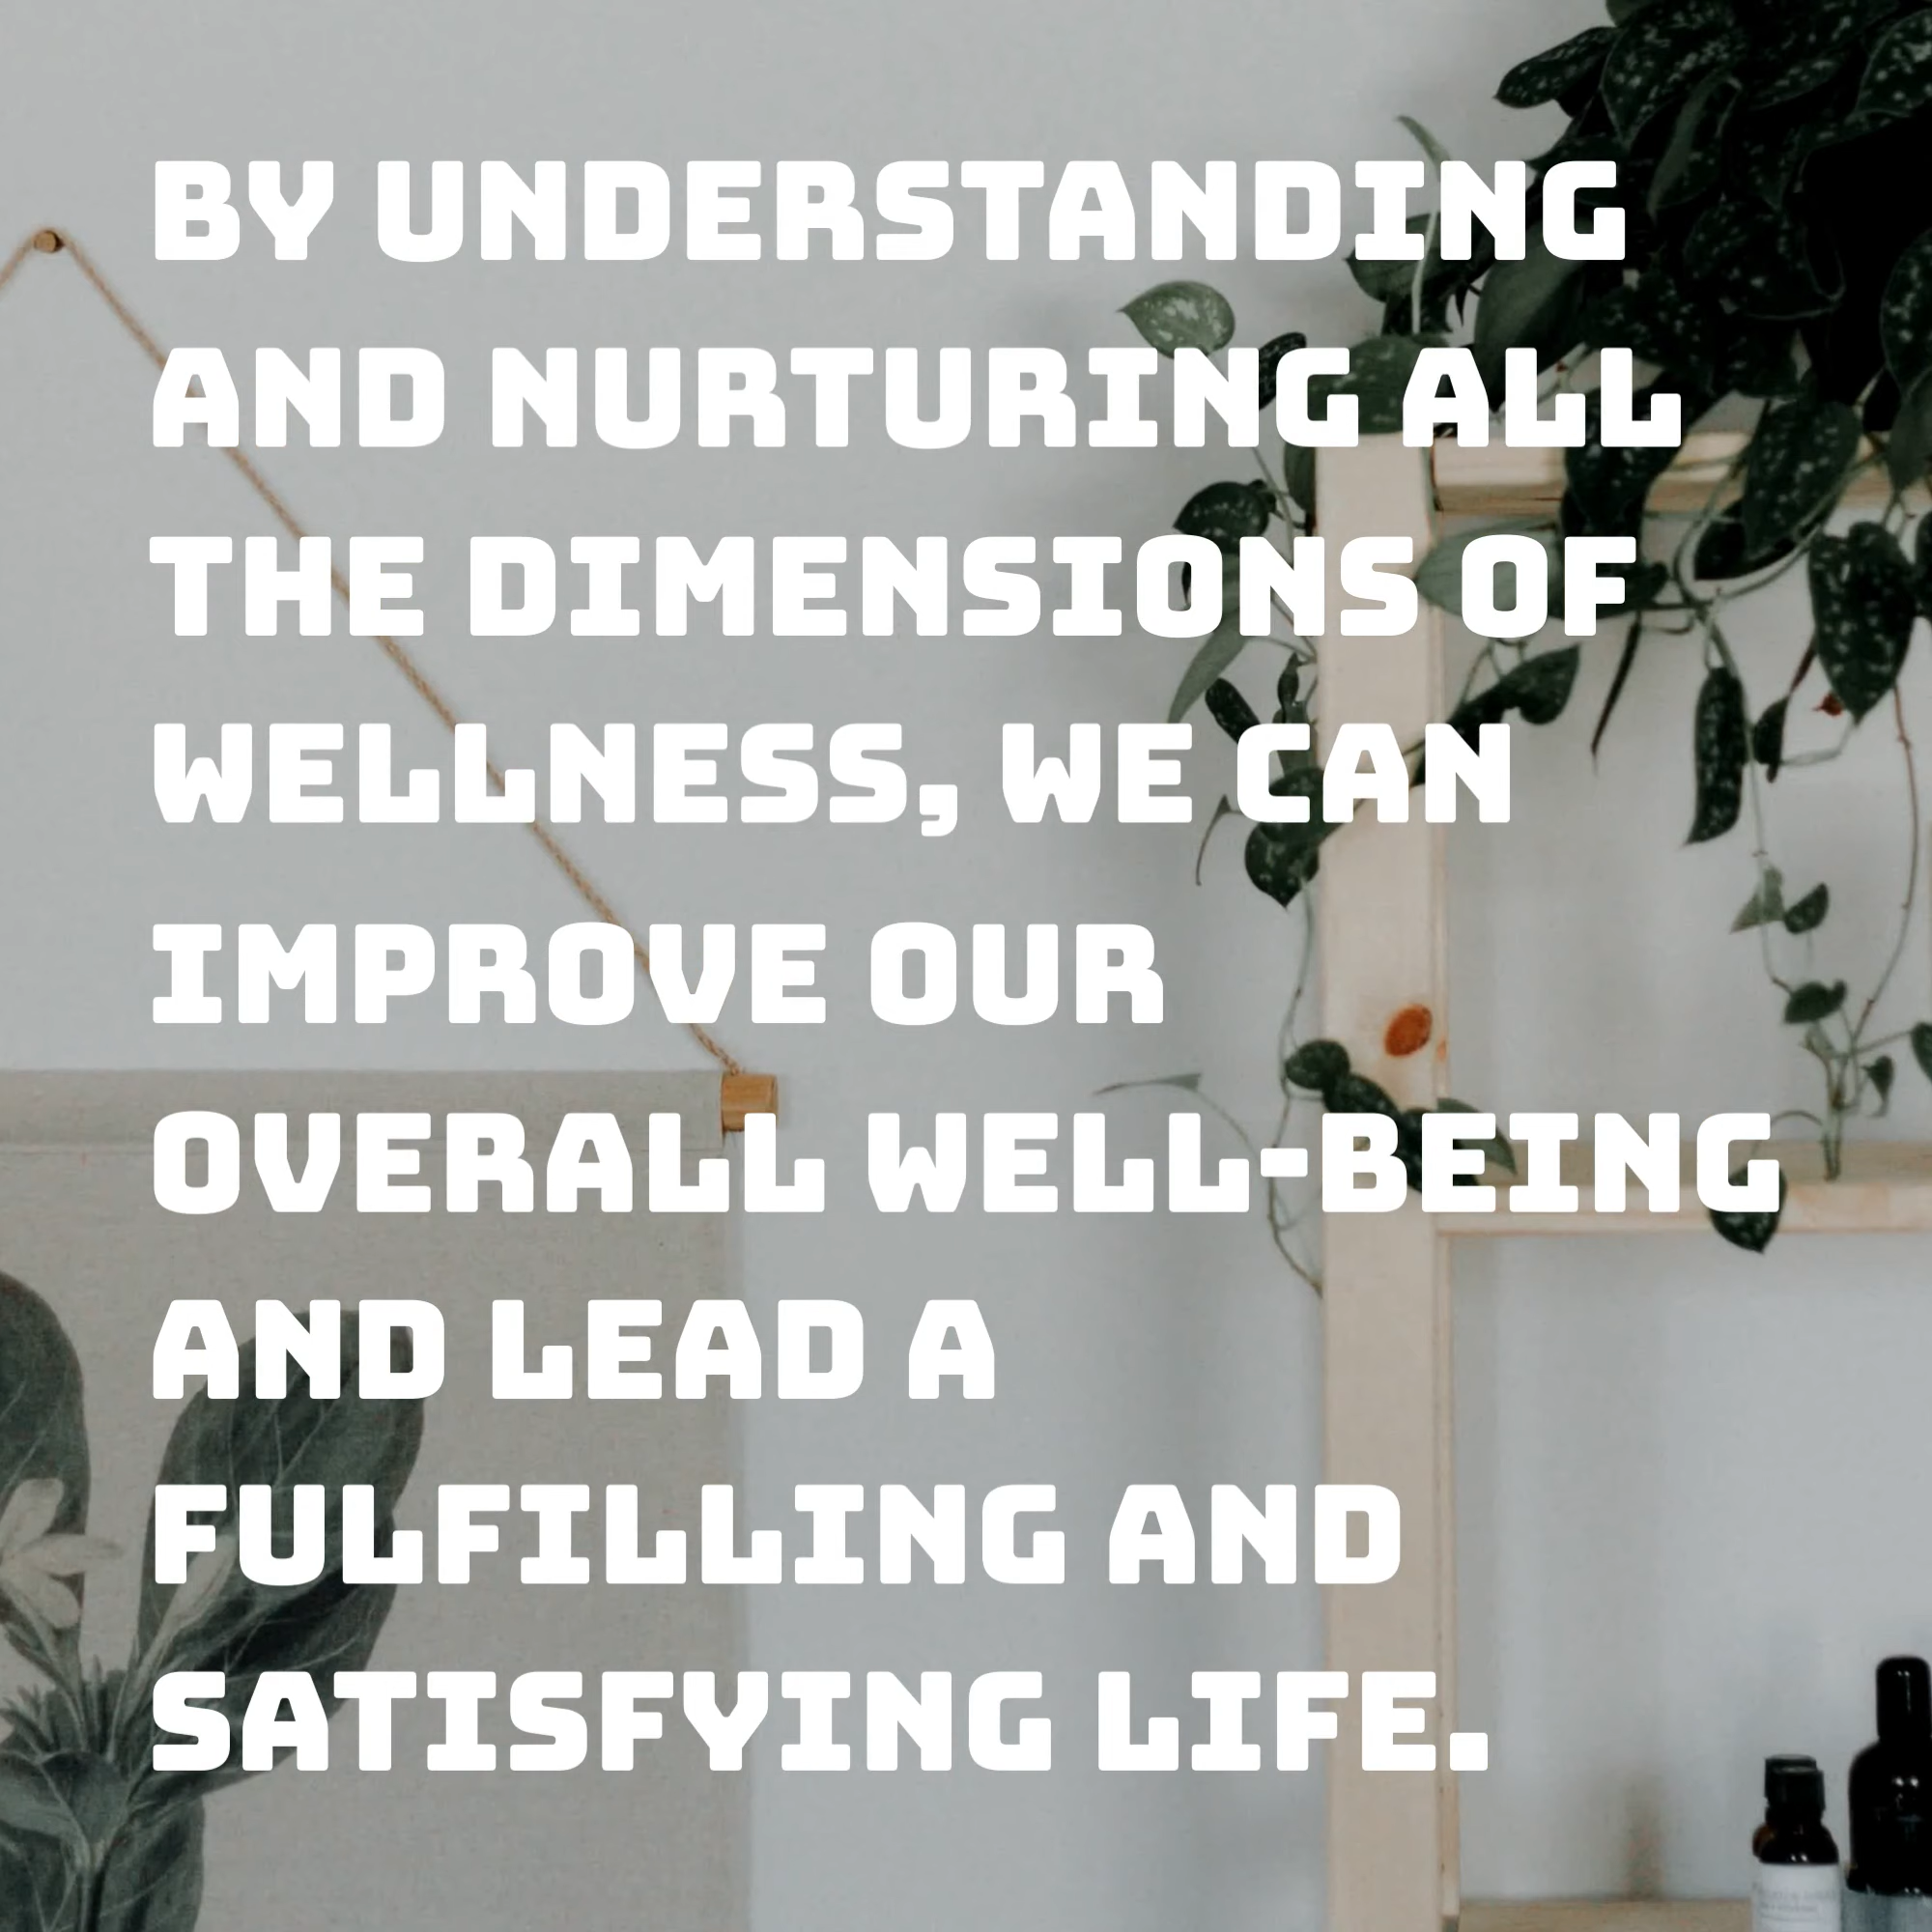 BY UNDERSTANDING
AND NURTURING ALL
THE DIMENSIONS OF
WELLNESS, WE CAN
IMPROVE OUR
OVERALL WELL-BEING
AND LEAD A
FULFILLING AND
SATISFYING LIFE.